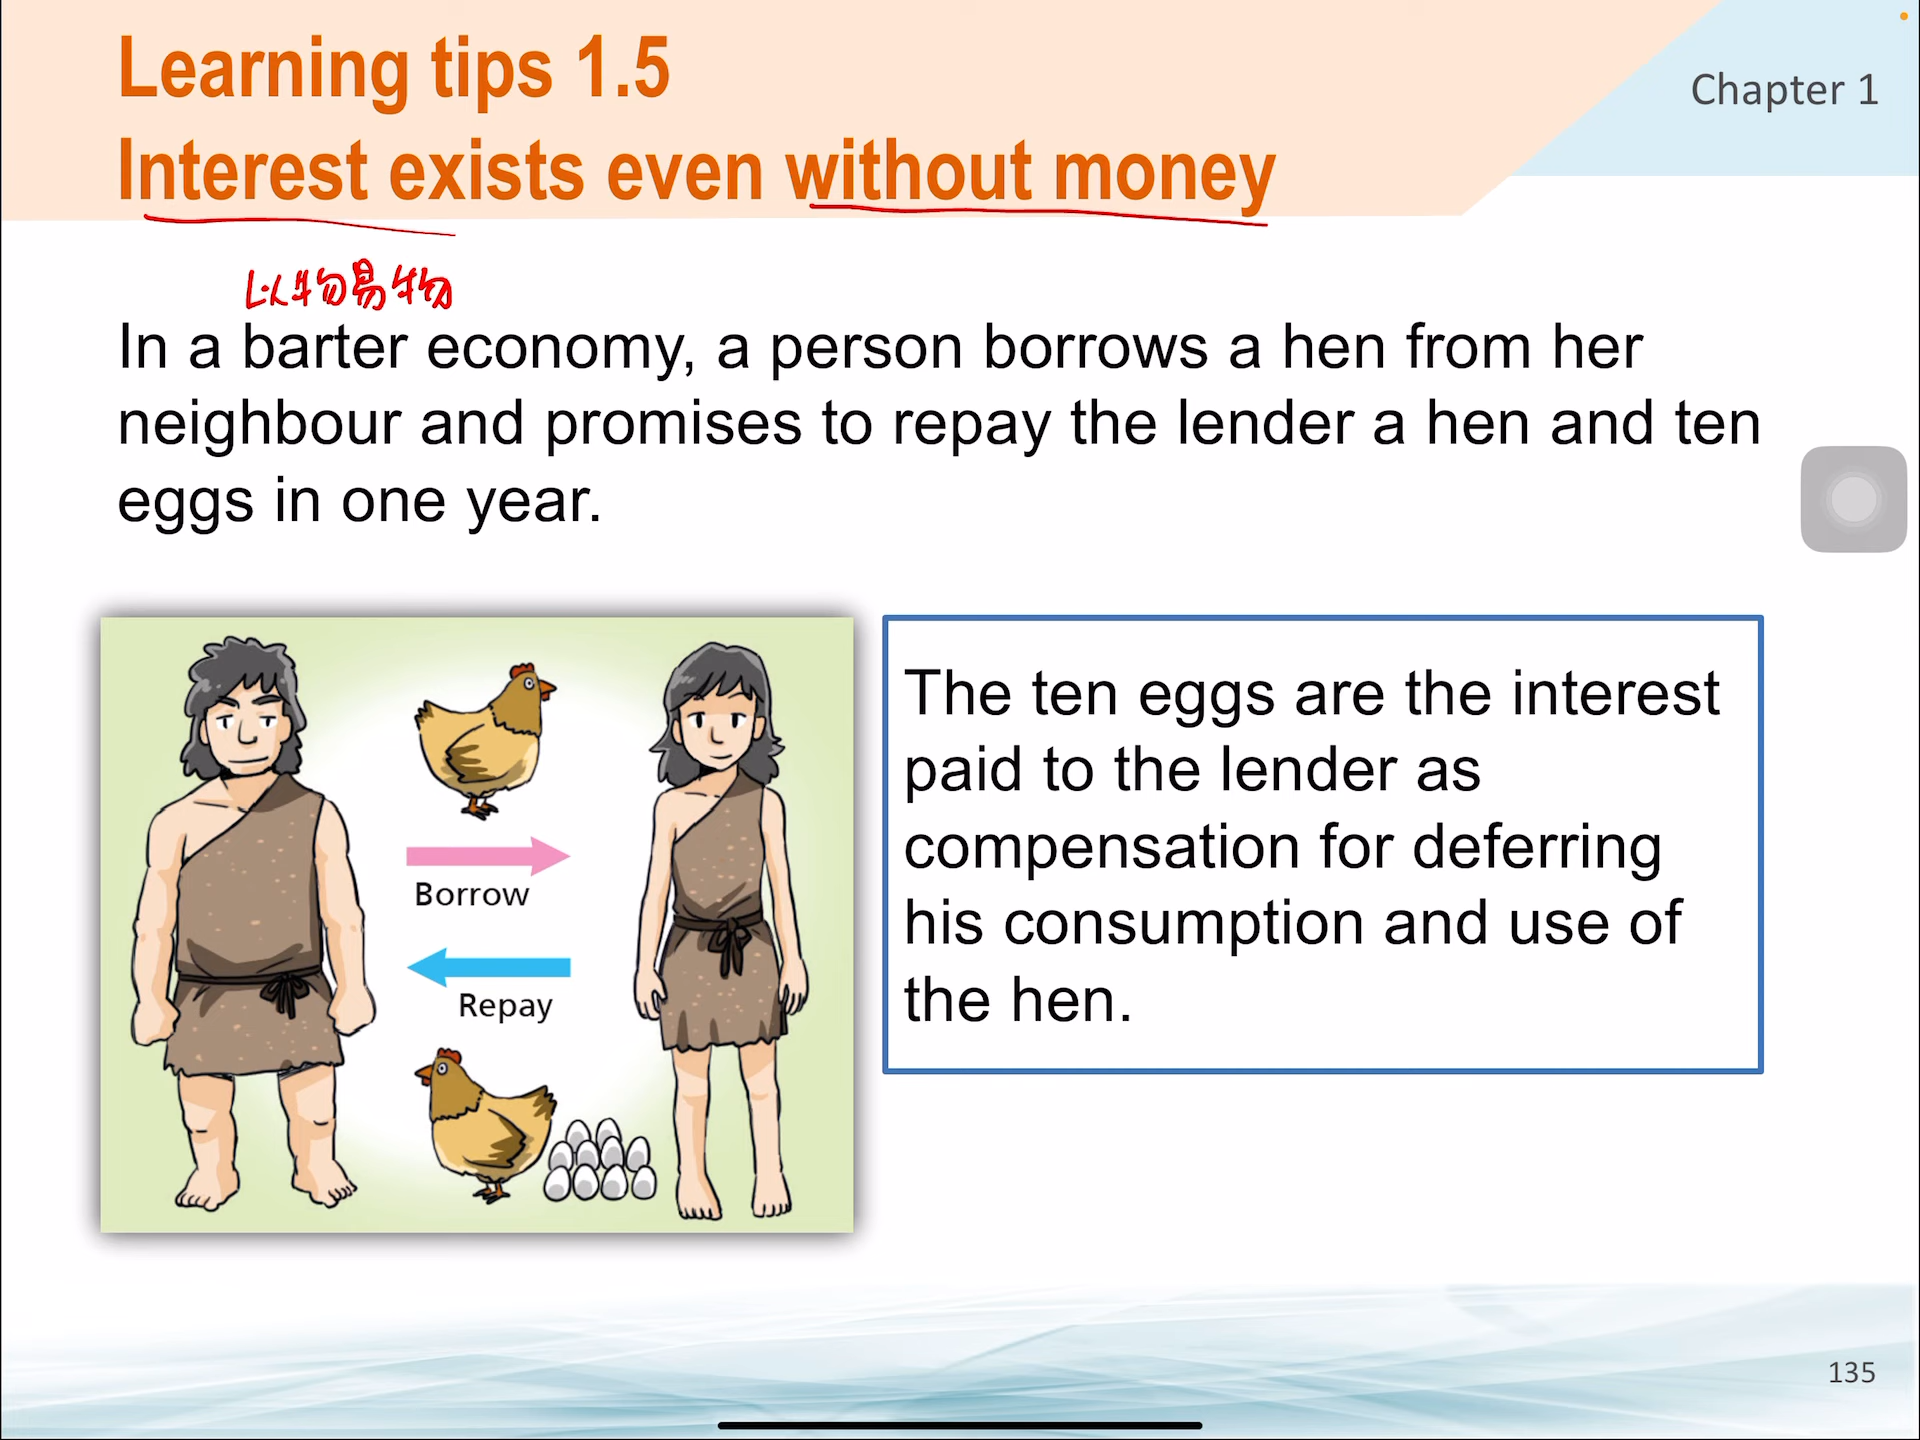 Learning tips 1.5
Chapter 1
Interest exists even without money
以物易物
In a barter economy, a person borrows a hen from her
neighbour and promises to repay the lender a hen and ten
eggs in one year.
Borrow
Repay
The ten eggs are the interest
paid to the lender as
compensation for deferring
his consumption and use of
the hen.
135